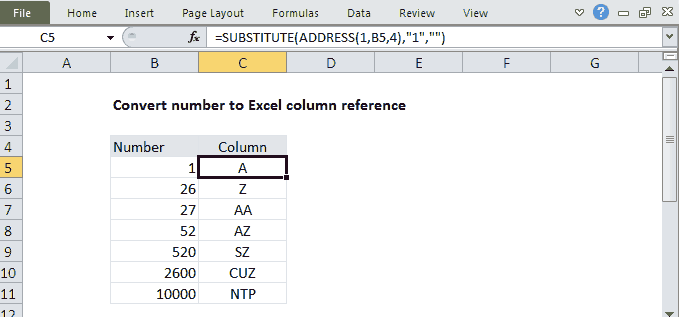 File Home Insert Page Layout Formulas Data Review View
C5 fx =SUBSTITUTE(ADDRESS(1,B5,4),"1","")
A B C D E F G
1
2 Convert number to Excel column reference
3
4 Number Column
5 1 A
6 26 Z
7 27 AA
8 52 AZ
9 520 SZ
10 2600 CUZ
11 10000 NTP
12